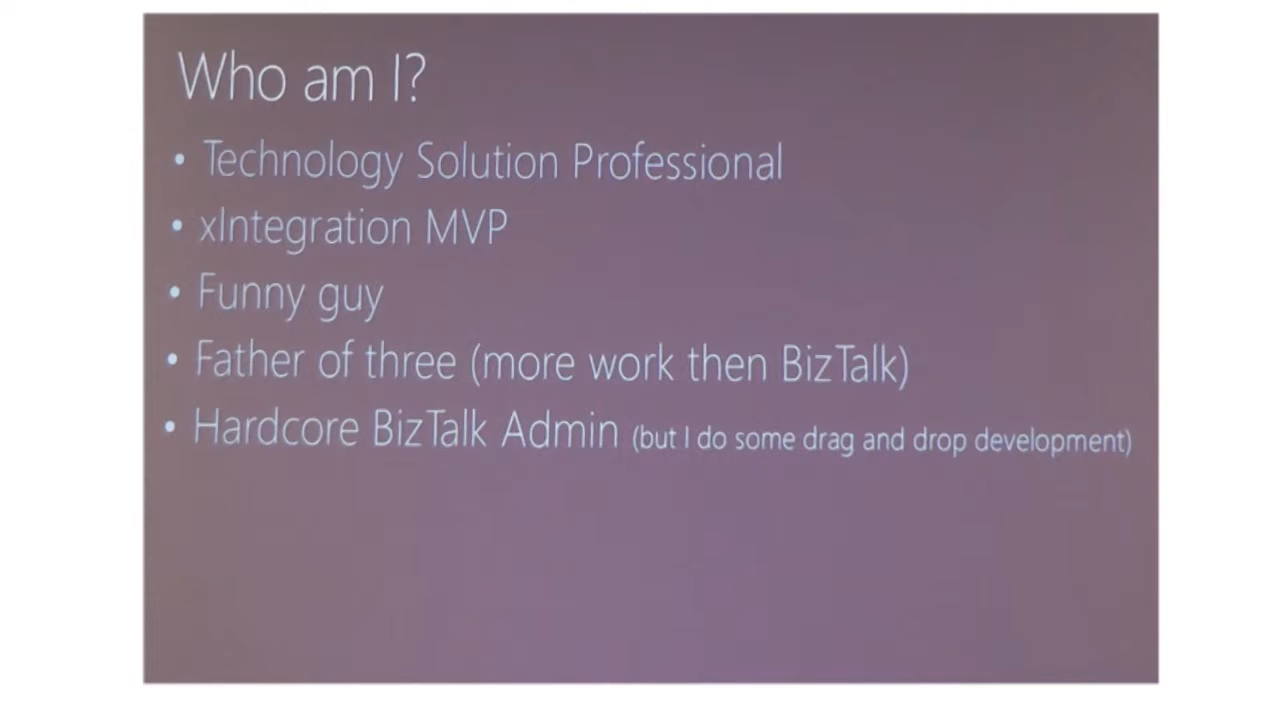 Who am I?
• Technology Solution Professional
• xIntegration MVP
• Funny guy
• Father of three (more work then BizTalk)
• Hardcore BizTalk Admin (but I do some drag and drop development)